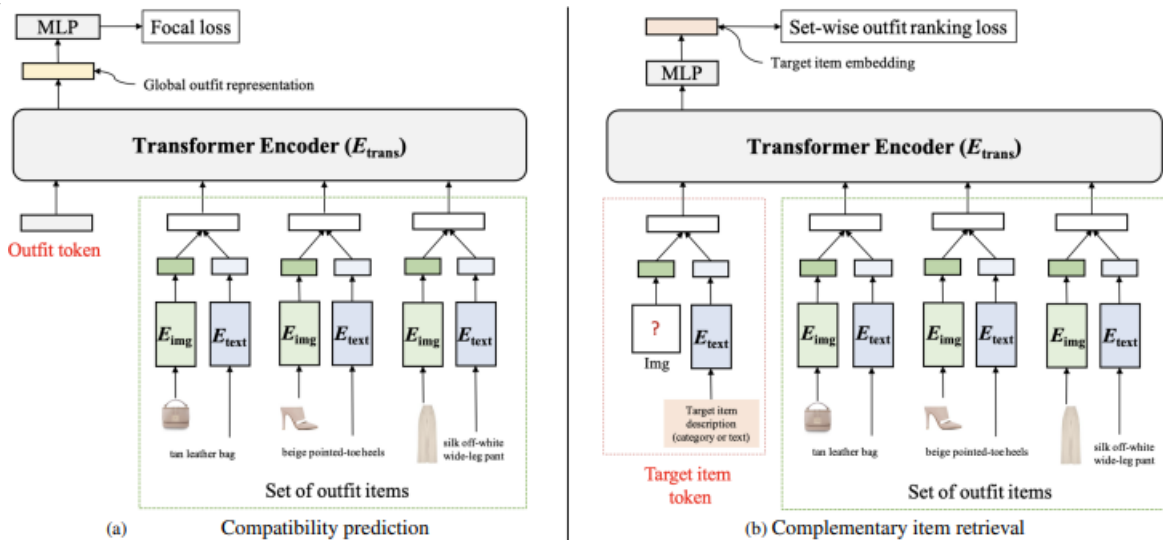 MLP
Focal loss
Global outfit representation
Transformer Encoder (Etrans)
Outfit token
Eimg
Etext
Eimg
Etext
Eimg
Etext
tan leather bag
beige pointed-toe heels
silk off-white
wide-leg pant
Set of outfit items
(a) Compatibility prediction
Set-wise outfit ranking loss
Target item embedding
MLP
Transformer Encoder (Etrans)
?
Img
Etext
Eimg
Etext
Eimg
Etext
Eimg
Etext
Target item
description
(category or text)
tan leather bag
beige pointed-toe heels
silk off-white
wide-leg pant
Target item
token
Set of outfit items
(b) Complementary item retrieval